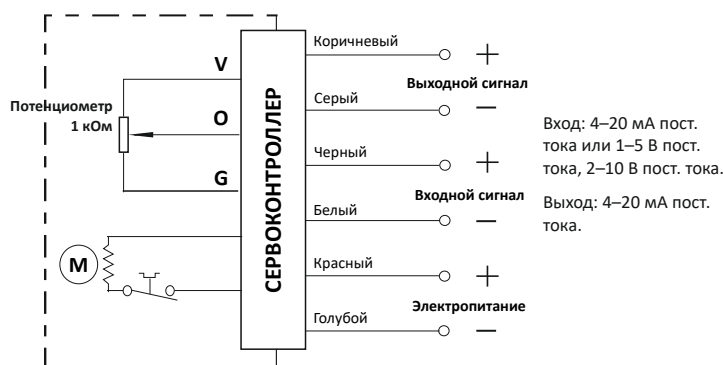 Коричневый
+
V
Выходной сигнал
Потенциометр
1 кОм
O
Серый
−
Вход: 4–20 мА пост.
тока или 1–5 В пост.
тока, 2–10 В пост. тока.
Черный
+
G
Входной сигнал
Выход: 4–20 мА пост.
тока.
Белый
−
СЕРВОКОНТРОЛЛЕР
M
Красный
+
Электропитание
Голубой
−